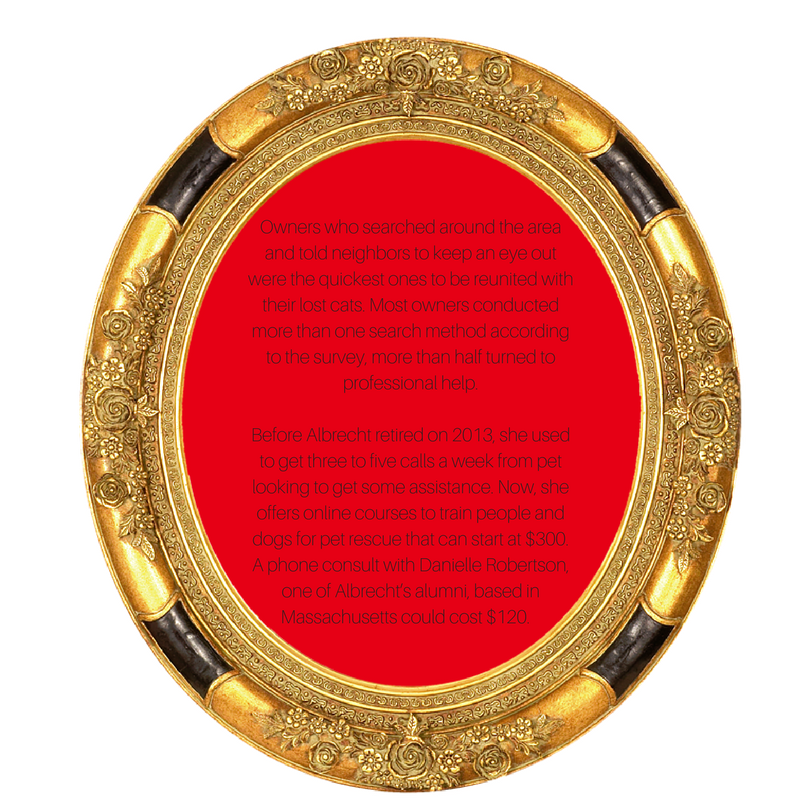 Owners who searched around the area
and told neighbors to keep an eye out
were the quickest ones to be reunited with
their lost cats. Most owners conducted
more than one search method according
to the survey, more than half turned to
professional help.
Before Albrecht retired on 2013, she used
to get three to five calls a week from pet
looking to get some assistance. Now, she
offers online courses to train people and
dogs for pet rescue that can start at $300.
A phone consult with Danielle Robertson,
one of Albrecht's alumni, based in
Massachusetts could cost $120.